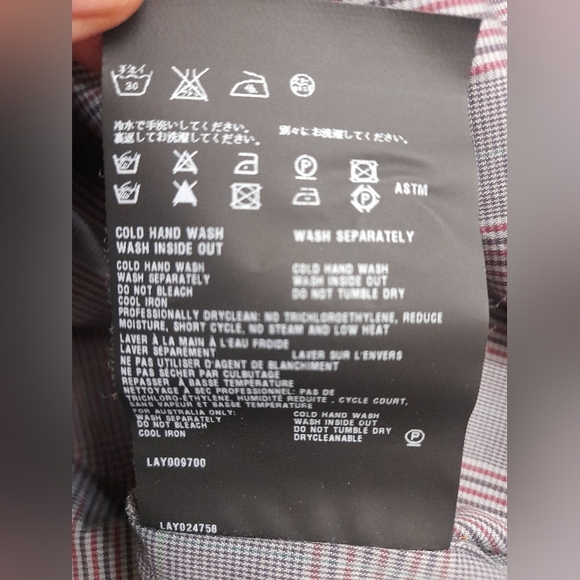 手洗イ
30
冷水で手洗いしてください。 別々にお洗濯してください。
裏返してお洗濯してください。
P
P ASTM
COLD HAND WASH WASH SEPARATELY
WASH INSIDE OUT
COLD HAND WASH COLD HAND WASH
WASH SEPARATELY WASH INSIDE OUT
DO NOT BLEACH DO NOT TUMBLE DRY
COOL IRON
PROFESSIONALLY DRYCLEAN: NO TRICHLOROETHYLENE, REDUCE
MOISTURE, SHORT CYCLE, NO STEAM AND LOW HEAT
LAVER À LA MAIN À L'EAU FROIDE
LAVER SÉPAREMENT LAVER SUR L'ENVERS
NE PAS UTILISER D'AGENT DE BLANCHIMENT
NE PAS SÉCHER PAR CULBUTAGE
REPASSER À BASSE TEMPÉRATURE
NETTOYAGE À SEC PROFESSIONNEL: PAS DE
TRICHLORO-ÉTHYLENE, HUMIDITÉ REDUITE, CYCLE COURT,
SANS VAPEUR ET BASSE TEMPÉRATURE
FOR AUSTRALIA ONLY: COLD HAND WASH
WASH SEPARATELY WASH INSIDE OUT
DO NOT BLEACH DO NOT TUMBLE DRY
COOL IRON DRYCLEANABLE P
LAY009700
LAY024758